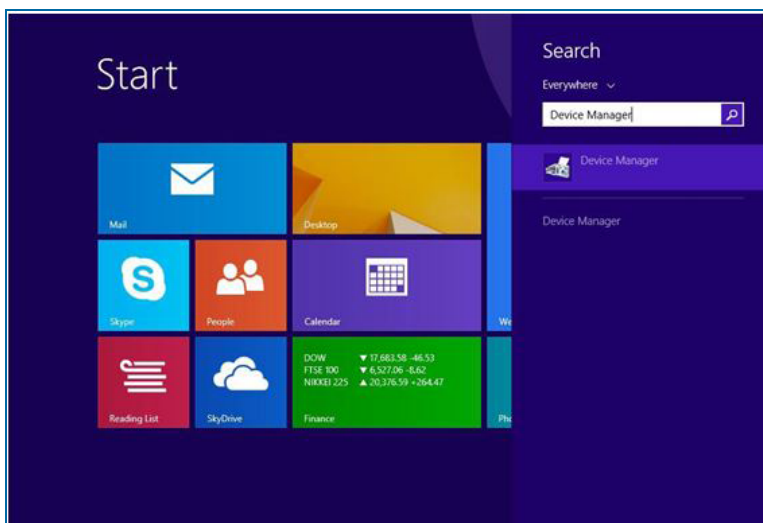 Start
Mail
Desktop
Skype
People
Calendar
We
Reading List
SkyDrive
DOW ▼ 17,683.58 -46.53
FTSE 100 ▼ 6,527.06 -8.62
NIKKEI 225 ▲ 20,376.59 +264.47
Finance
Pho
Search
Everywhere
Device Manager
Device Manager
Device Manager